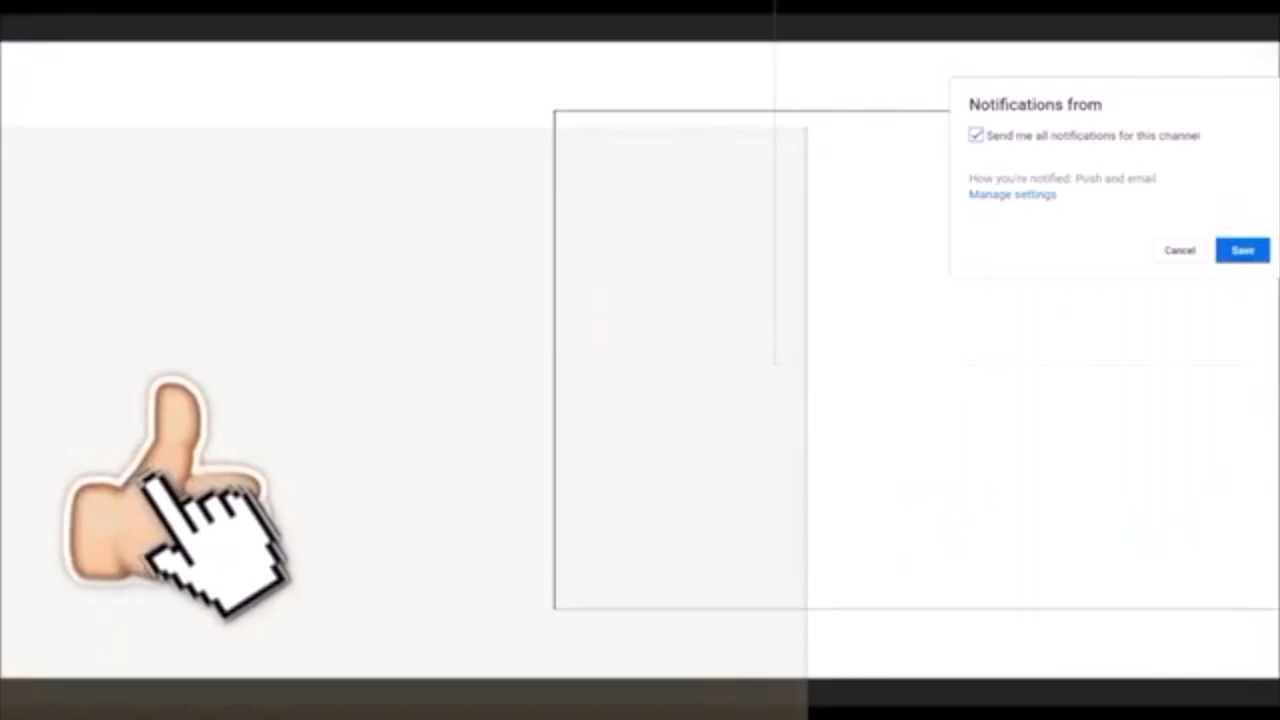 Notifications from
Send me all notifications for this channel
How you're notified: Push and email
Manage settings
Cancel
Save